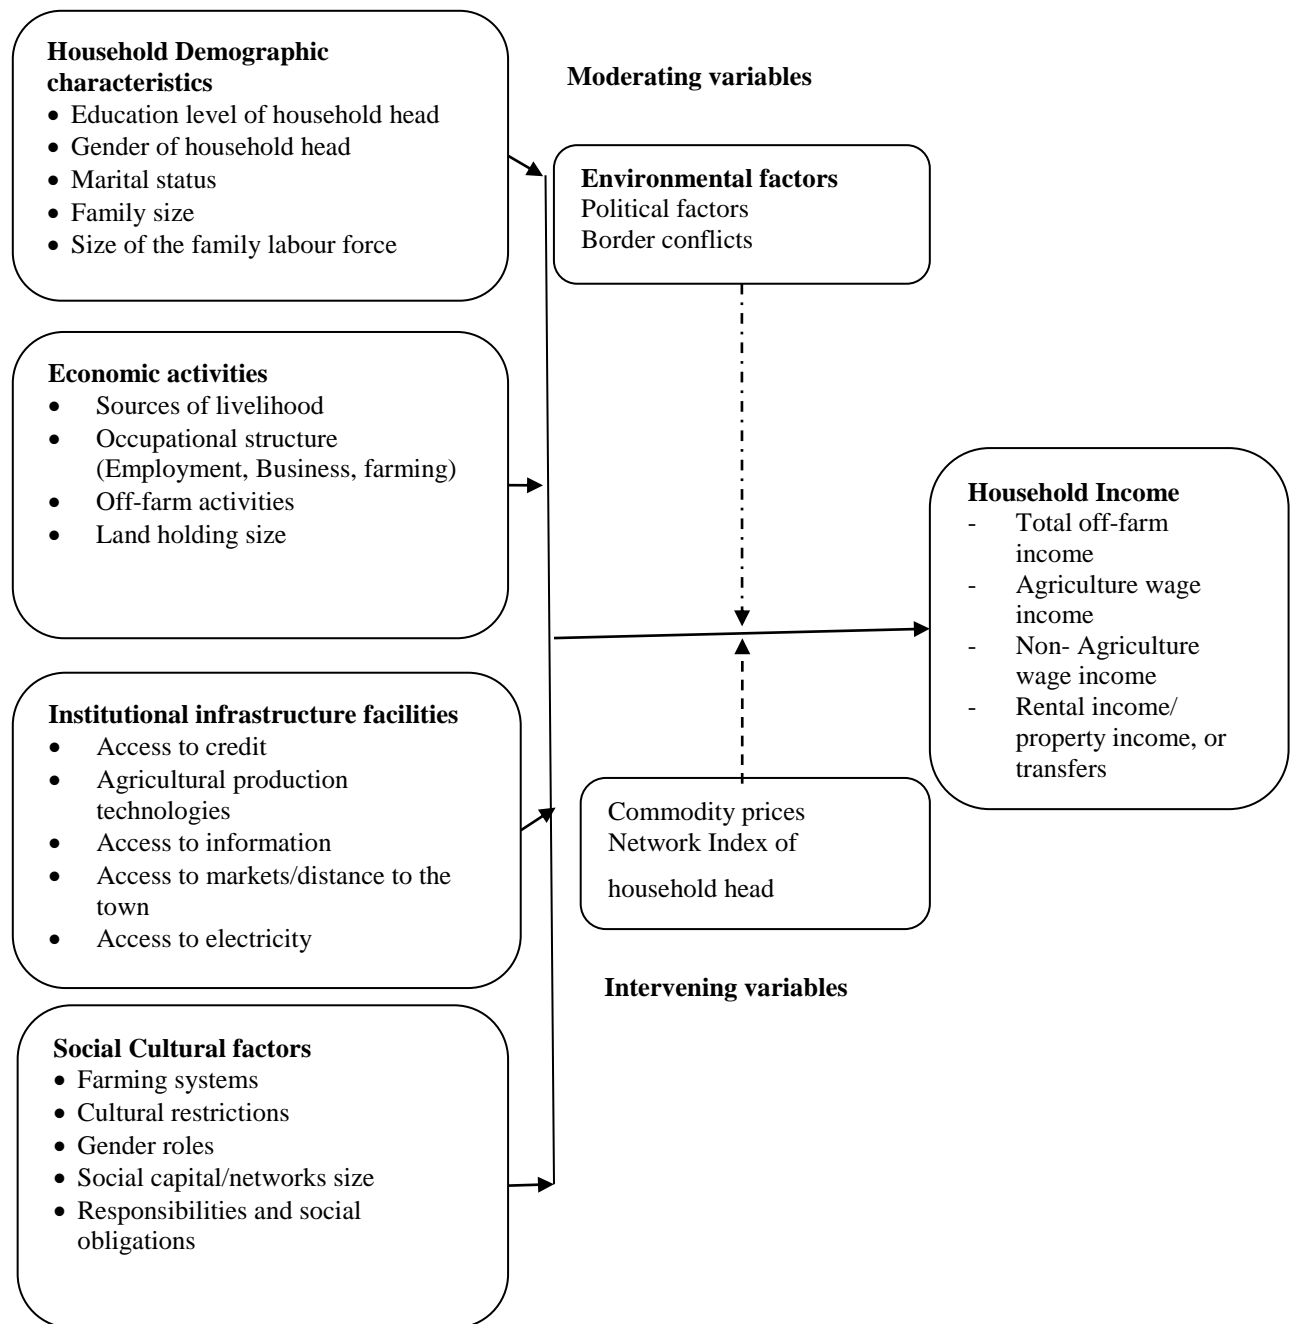 Household Demographic
characteristics
• Education level of household head
• Gender of household head
• Marital status
• Family size
• Size of the family labour force
Moderating variables
Environmental factors
Political factors
Border conflicts
Economic activities
• Sources of livelihood
• Occupational structure
(Employment, Business, farming)
• Off-farm activities
• Land holding size
Household Income
- Total off-farm
income
- Agriculture wage
income
- Non- Agriculture
wage income
- Rental income/
property income, or
transfers
Institutional infrastructure facilities
• Access to credit
• Agricultural production
technologies
• Access to information
• Access to markets/distance to the
town
• Access to electricity
Commodity prices
Network Index of
household head
Intervening variables
Social Cultural factors
• Farming systems
• Cultural restrictions
• Gender roles
• Social capital/networks size
• Responsibilities and social
obligations